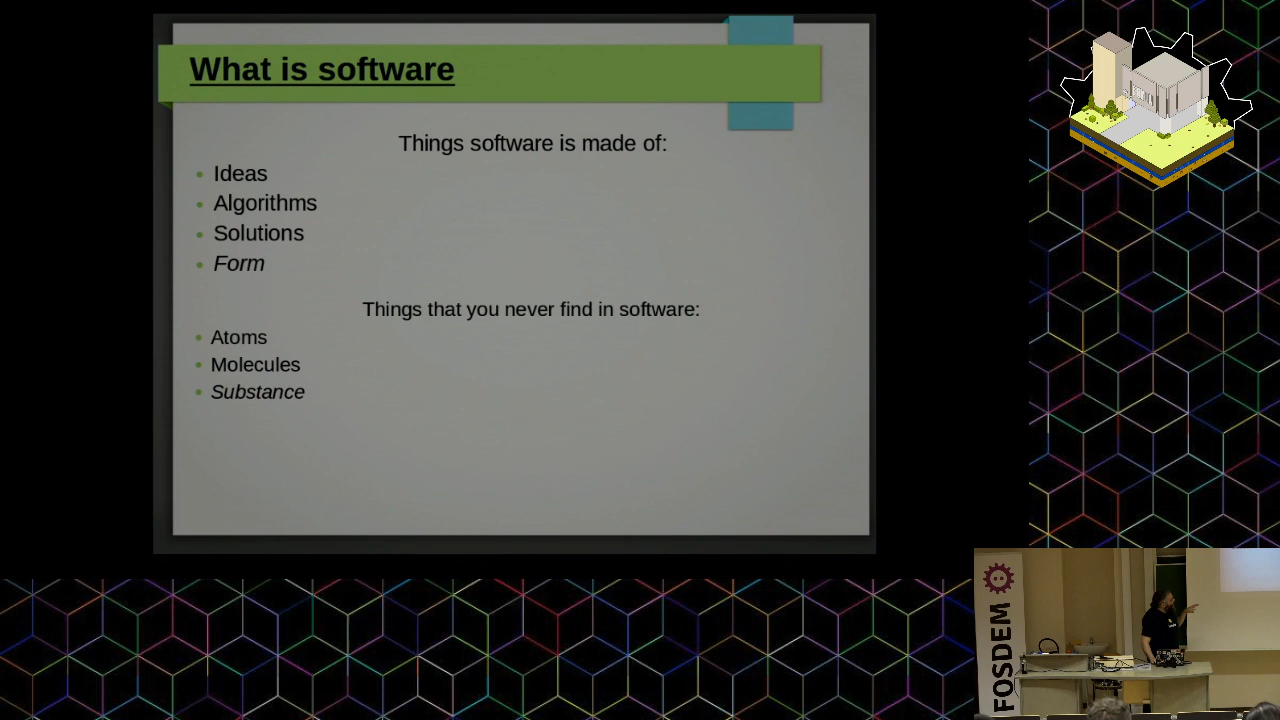 What is software
Things software is made of:
Ideas
Algorithms
Solutions
Form
Things that you never find in software:
Atoms
Molecules
Substance
FOSDEM